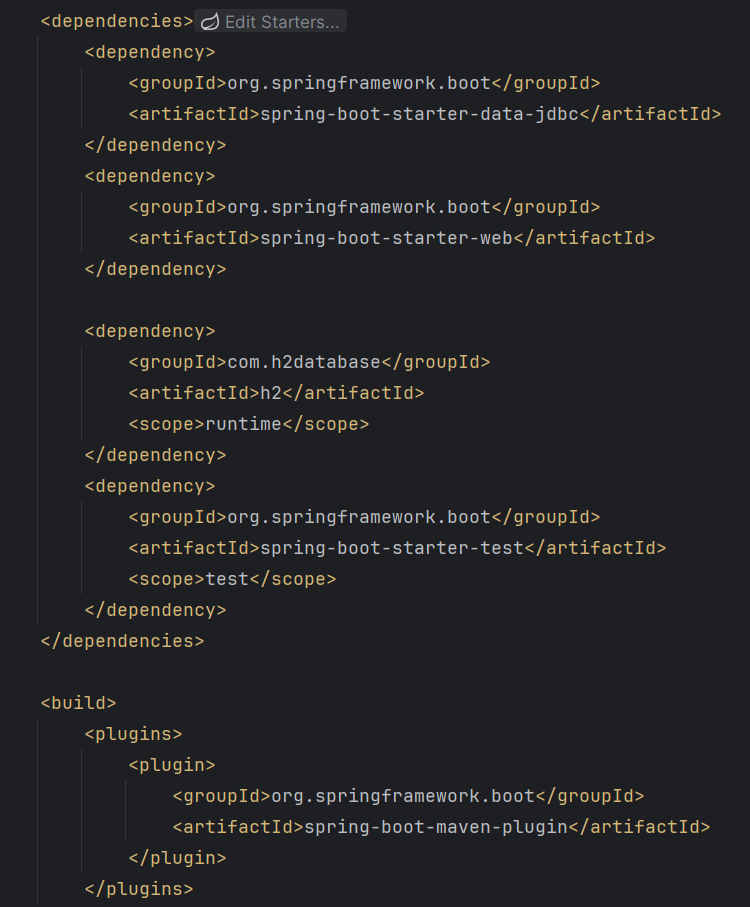 <dependencies> Edit Starters...
<dependency>
<groupId>org.springframework.boot</groupId>
<artifactId>spring-boot-starter-data-jdbc</artifactId>
</dependency>
<dependency>
<groupId>org.springframework.boot</groupId>
<artifactId>spring-boot-starter-web</artifactId>
</dependency>
<dependency>
<groupId>com.h2database</groupId>
<artifactId>h2</artifactId>
<scope>runtime</scope>
</dependency>
<dependency>
<groupId>org.springframework.boot</groupId>
<artifactId>spring-boot-starter-test</artifactId>
<scope>test</scope>
</dependency>
</dependencies>
<build>
<plugins>
<plugin>
<groupId>org.springframework.boot</groupId>
<artifactId>spring-boot-maven-plugin</artifactId>
</plugin>
</plugins>